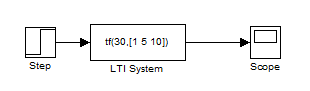 tf(30,[1 5 10])
Step
LTI System
Scope